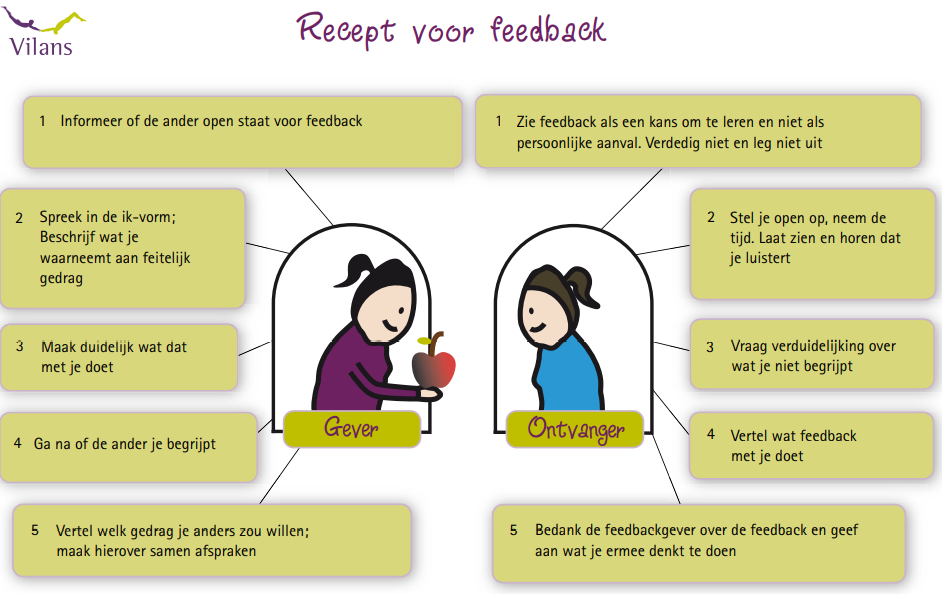 Vilans
Recept voor feedback
1 Informeer of de ander open staat voor feedback
2 Spreek in de ik-vorm;
Beschrijf wat je
waarneemt aan feitelijk
gedrag
3 Maak duidelijk wat dat
met je doet
4 Ga na of de ander je begrijpt
5 Vertel welk gedrag je anders zou willen;
maak hierover samen afspraken
Gever
1 Zie feedback als een kans om te leren en niet als
persoonlijke aanval. Verdedig niet en leg niet uit
2 Stel je open op, neem de
tijd. Laat zien en horen dat
je luistert
3 Vraag verduidelijking over
wat je niet begrijpt
4 Vertel wat feedback
met je doet
5 Bedank de feedbackgever over de feedback en geef
aan wat je ermee denkt te doen
Ontvanger